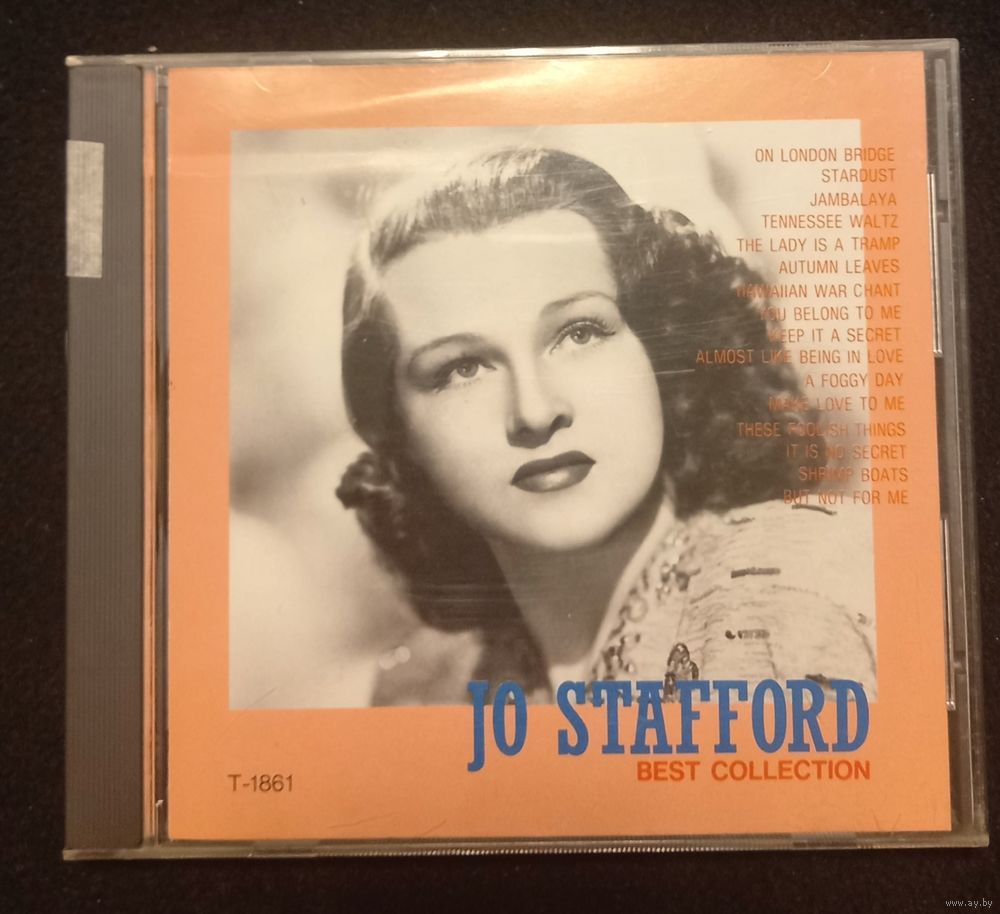 ON LONDON BRIDGE
STARDUST
JAMBALAYA
TENNESSEE WALTZ
THE LADY IS A TRAMP
AUTUMN LEAVES
HAWAIIAN WAR CHANT
YOU BELONG TO ME
KEEP IT A SECRET
ALMOST LIKE BEING IN LOVE
A FOGGY DAY
MAKE LOVE TO ME
THESE FOOLISH THINGS
IT IS NO SECRET
SHRIMP BOATS
BUT NOT FOR ME
JO STAFFORD
BEST COLLECTION
T-1861
www.ay.by